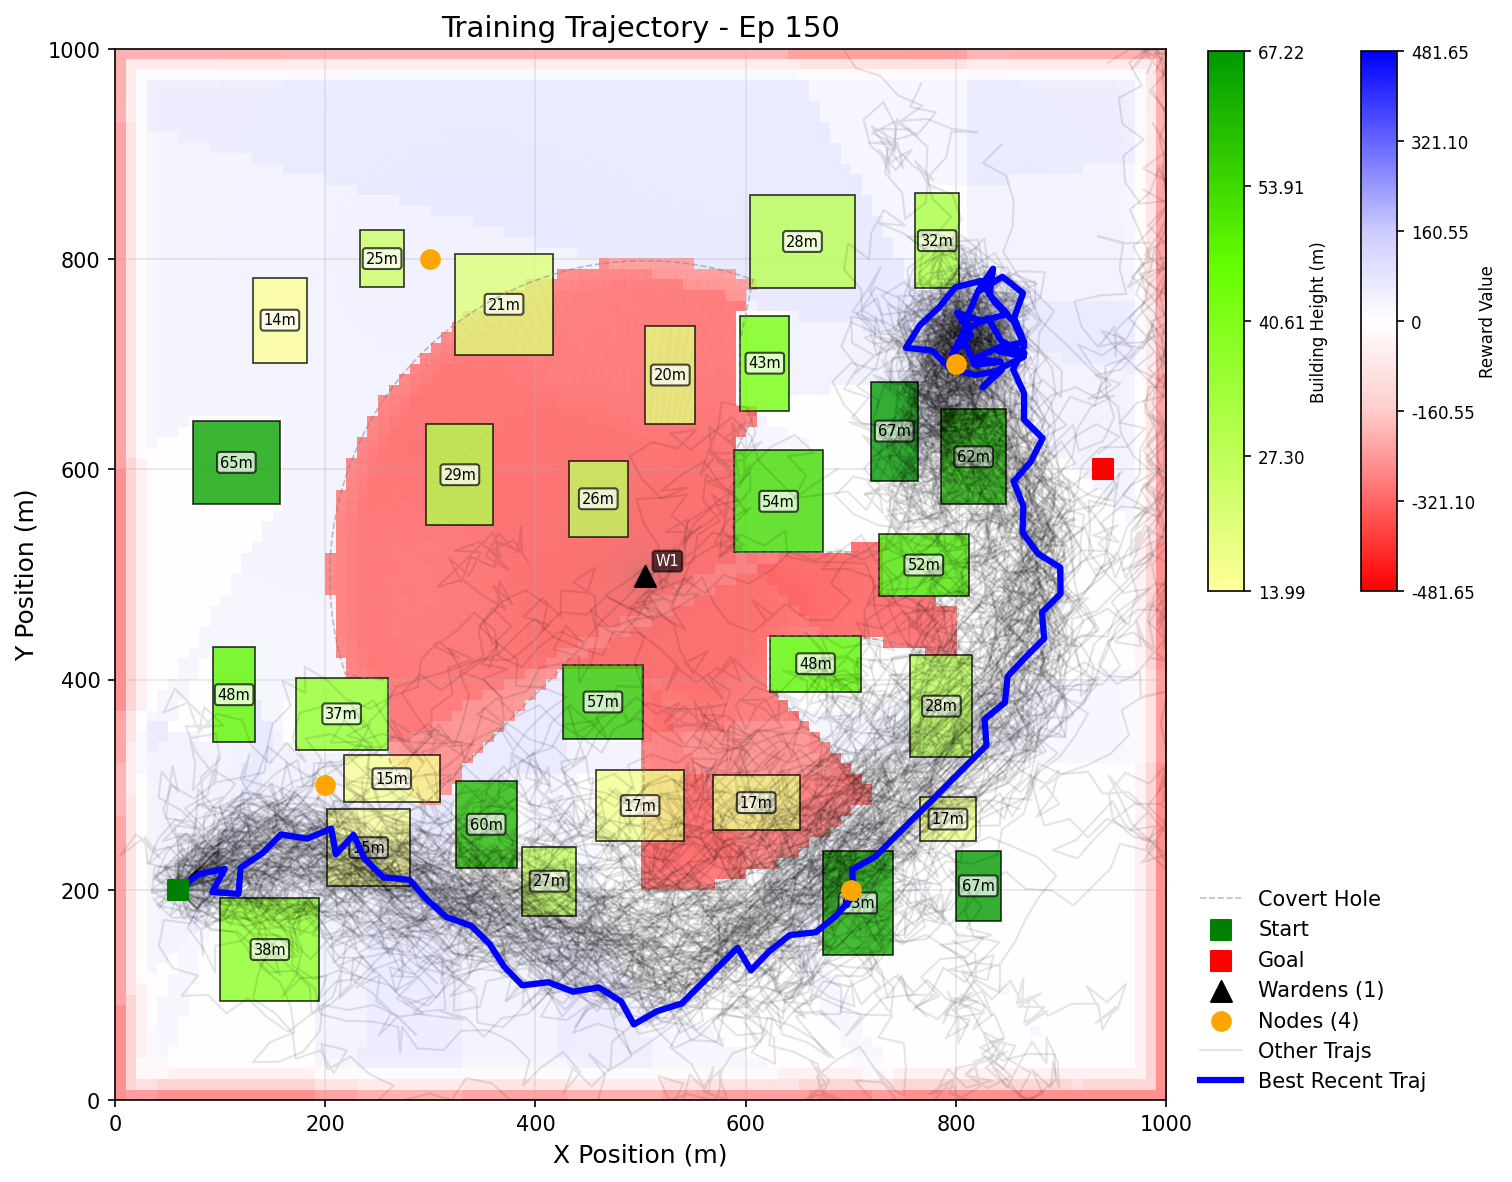 Training Trajectory - Ep 150
1000
800
600
400
200
0
Y Position (m)
0
200
400
600
800
1000
X Position (m)
25m
28m
32m
21m
14m
43m
20m
67m
65m
62m
29m
26m
54m
W1
52m
48m
48m
28m
57m
37m
15m
17m
17m
17m
60m
15m
27m
67m
38m
67.22
53.91
40.61
27.30
13.99
Building Height (m)
481.65
321.10
160.55
0
-160.55
-321.10
-481.65
Reward Value
Covert Hole
Start
Goal
Wardens (1)
Nodes (4)
Other Trajs
Best Recent Traj